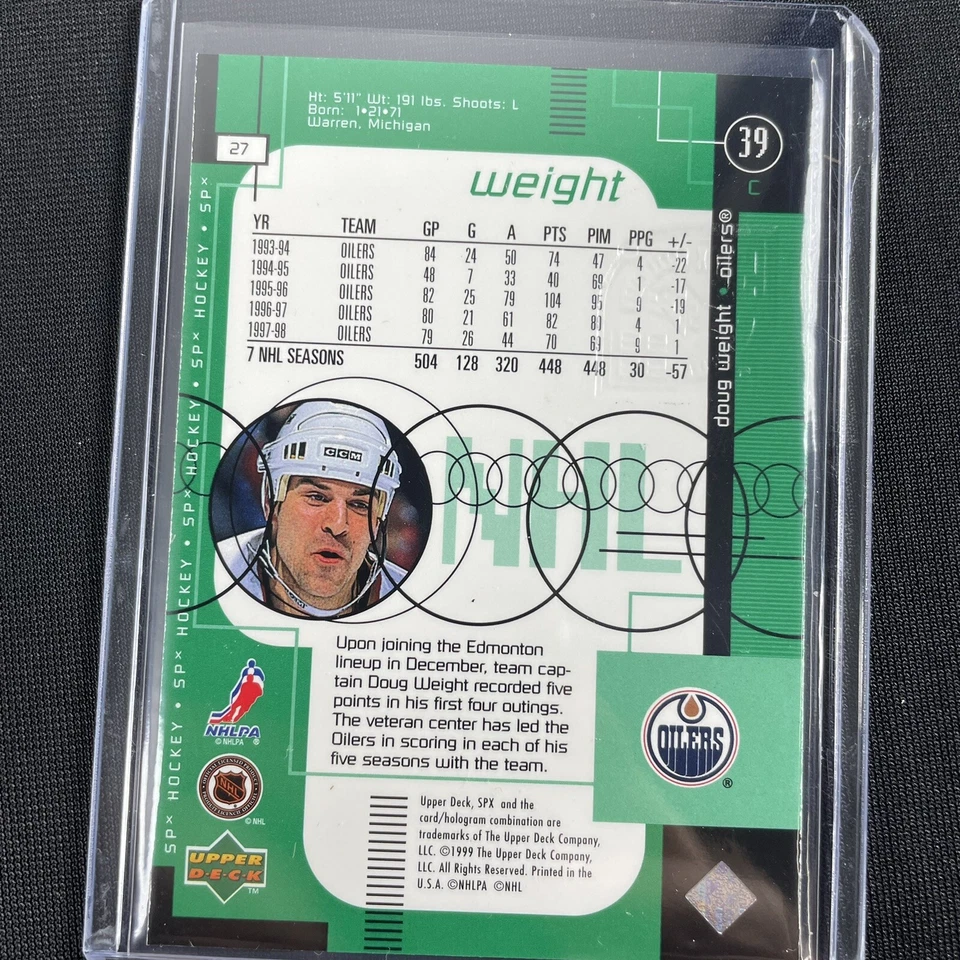 Ht: 5'11" Wt: 191 lbs. Shoots: L
Born: 1•21•71
Warren, Michigan
27
39
C
weight
YR TEAM GP G A PTS PIM PPG +/-
1993-94 OILERS 84 24 50 74 47 4 -22
1994-95 OILERS 48 7 33 40 69 1 -17
1995-96 OILERS 82 25 79 104 95 9 -19
1996-97 OILERS 80 21 61 82 80 4 1
1997-98 OILERS 79 26 44 70 69 9 1
7 NHL SEASONS 504 128 320 448 448 30 -57
doug weight • oilers®
SPx HOCKEY • SPx HOCKEY • SPx HOCKEY • SPx HOCKEY • SPx
CCM
NHL
Upon joining the Edmonton
lineup in December, team cap-
tain Doug Weight recorded five
points in his first four outings.
The veteran center has led the
Oilers in scoring in each of his
five seasons with the team.
NHLPA
© NHLPA ®
OILERS
®
NHL
© NHL
UPPER
D•E•C•K
TM
Upper Deck, SPX and the
card/hologram combination are
trademarks of The Upper Deck Company,
LLC. ©1999 The Upper Deck Company,
LLC. All Rights Reserved. Printed in the
U.S.A. ©NHLPA ©NHL